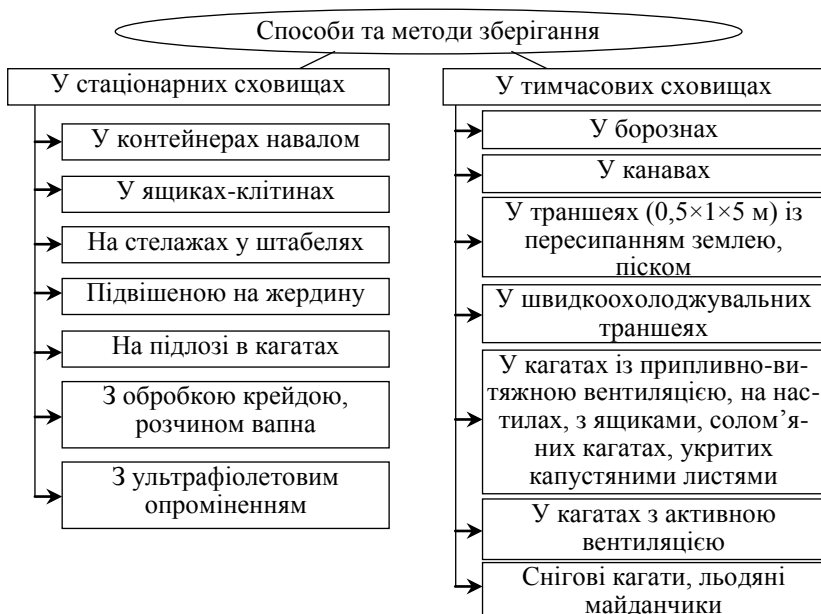 Способи та методи зберігання
У стаціонарних сховищах
У контейнерах навалом
У ящиках-клітинах
На стелажах у штабелях
Підвішеною на жердину
На підлозі в кагатах
З обробкою крейдою,
розчином вапна
З ультрафіолетовим
опроміненням
У тимчасових сховищах
У борознах
У канавах
У траншеях (0,5×1×5 м) із
пересипанням землею,
піском
У швидкоохолоджувальних
траншеях
У кагатах із припливно-ви-
тяжною вентиляцією, на нас-
тилах, з ящиками, солом’я-
них кагатах, укритих
капустяними листями
У кагатах з активною
вентиляцією
Снігові кагати, льодяні
майданчики